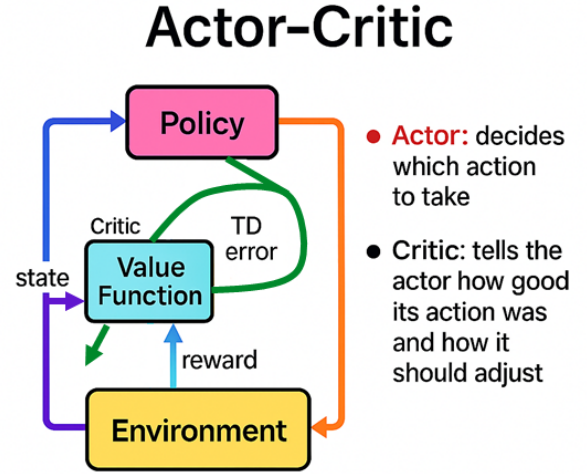 Actor-Critic
Policy
Critic
TD
error
Value
Function
state
reward
Environment
• Actor: decides
which action
to take
• Critic: tells the
actor how good
its action was
and how it
should adjust